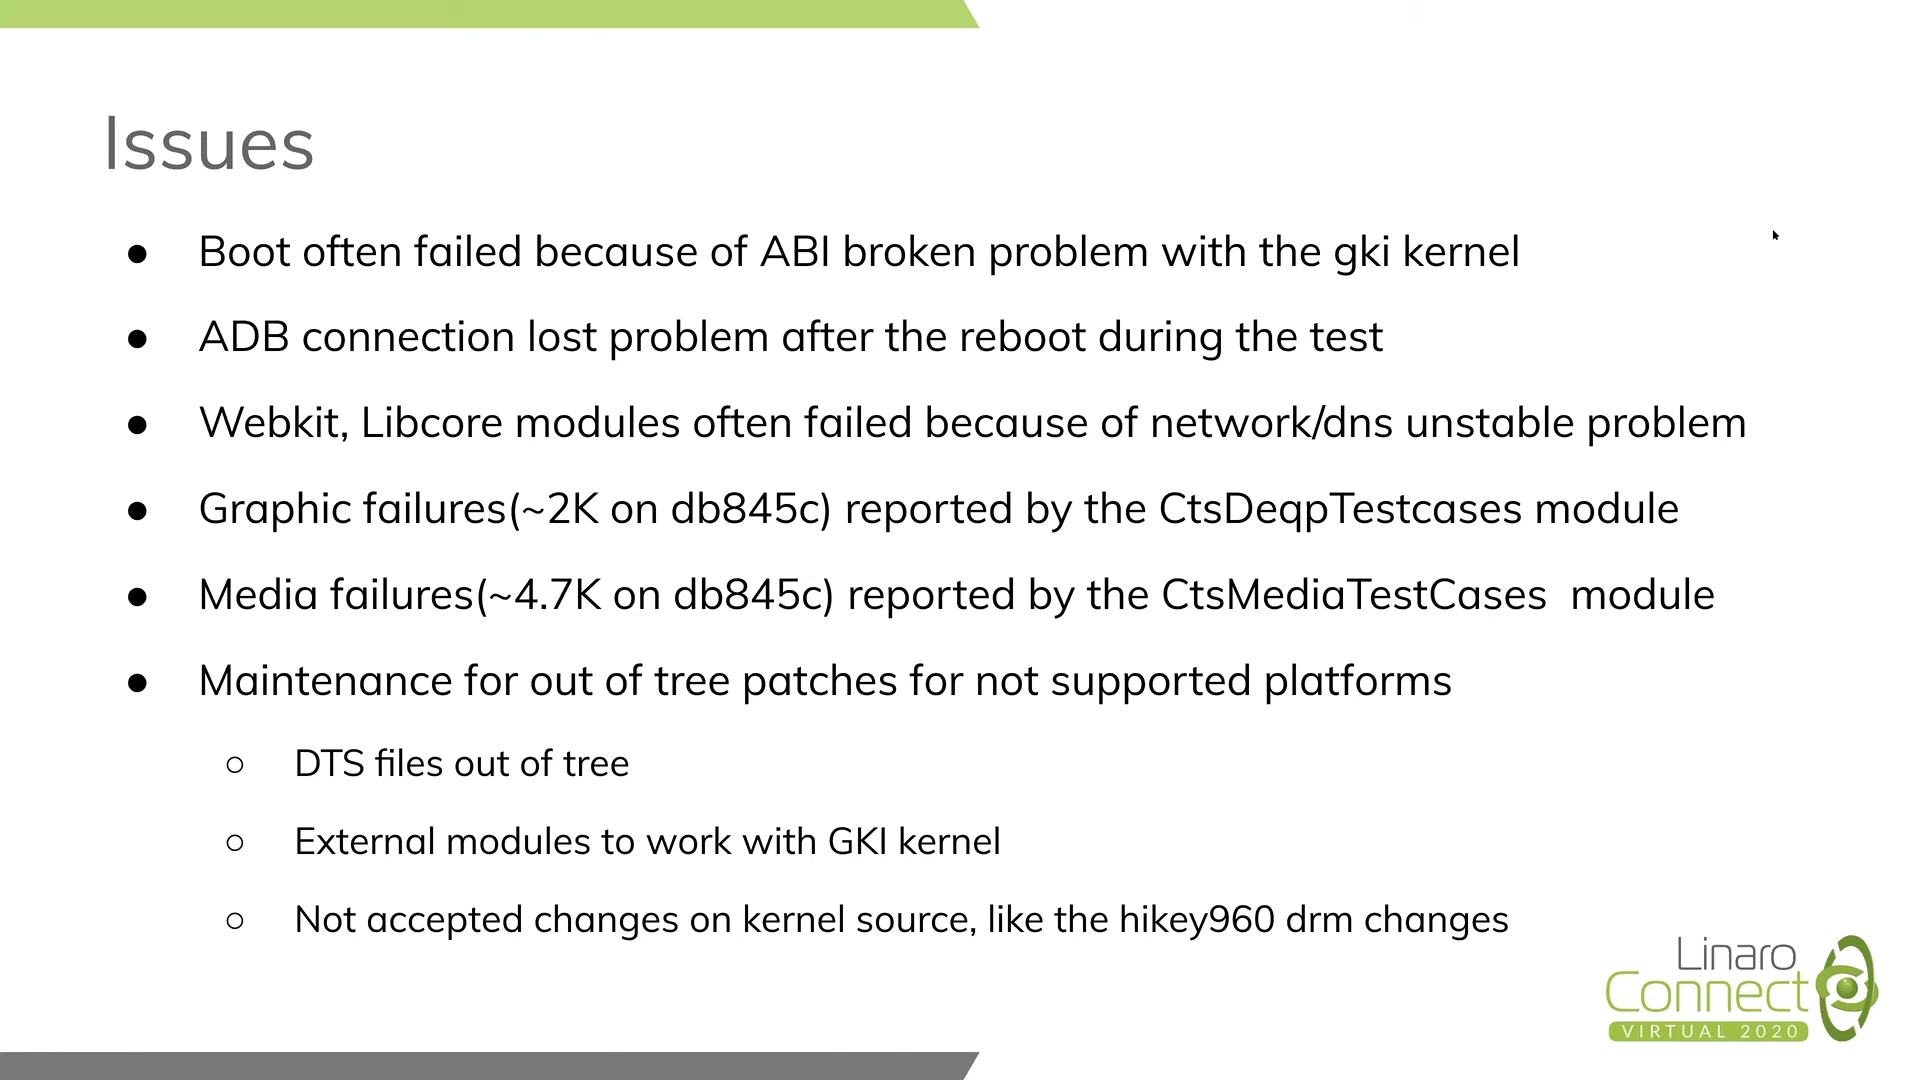 Issues
● Boot often failed because of ABI broken problem with the gki kernel
● ADB connection lost problem after the reboot during the test
● Webkit, Libcore modules often failed because of network/dns unstable problem
● Graphic failures(~2K on db845c) reported by the CtsDeqpTestcases module
● Media failures(~4.7K on db845c) reported by the CtsMediaTestCases  module
● Maintenance for out of tree patches for not supported platforms
○ DTS files out of tree
○ External modules to work with GKI kernel
○ Not accepted changes on kernel source, like the hikey960 drm changes
Linaro
Connect
VIRTUAL 2020